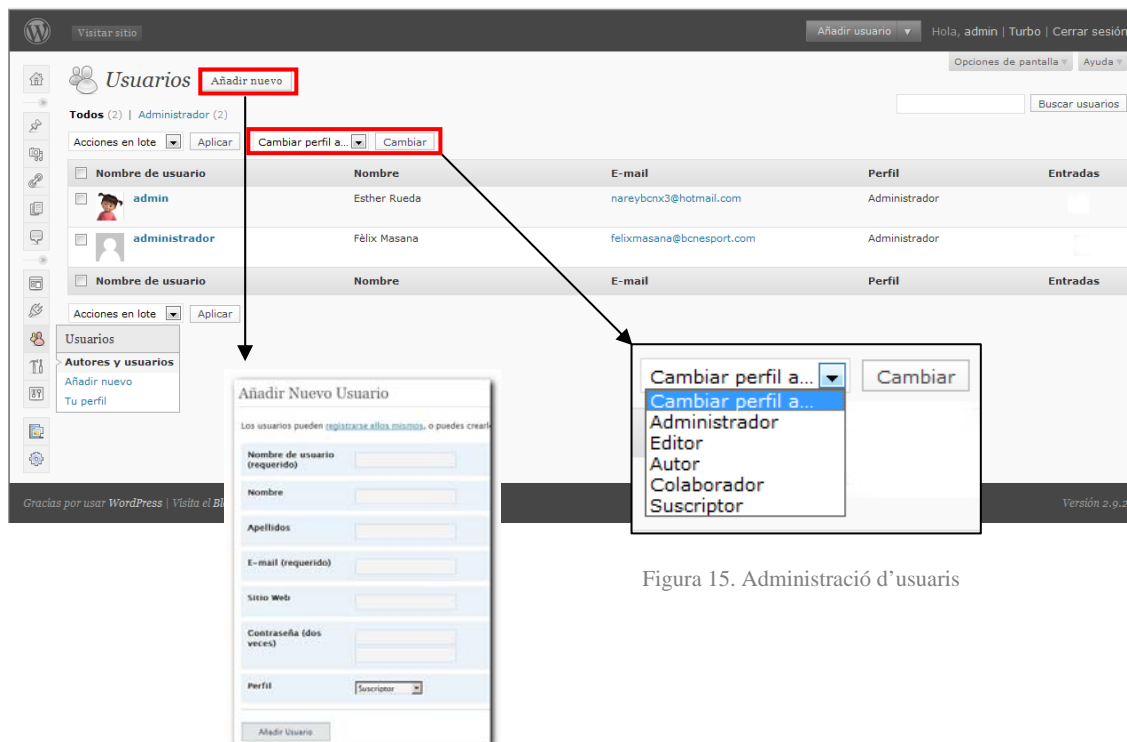 Visitar sitio
Añadir usuario
Hola, admin | Turbo | Cerrar sesión
Opciones de pantalla
Ayuda
Usuarios
Añadir nuevo
Buscar usuarios
Todos (2) | Administrador (2)
Acciones en lote
Aplicar
Cambiar perfil a...
Cambiar
Nombre de usuario Nombre E-mail Perfil Entradas
admin Esther Rueda nareybcnx3@hotmail.com Administrador
administrador Fèlix Masana felixmasana@bcnesport.com Administrador
Nombre de usuario Nombre E-mail Perfil Entradas
Acciones en lote
Aplicar
Usuarios
Autores y usuarios
Añadir nuevo
Tu perfil
Gracias por usar WordPress | Visita el
Versión 2.9.2
Añadir Nuevo Usuario
Los usuarios pueden registrarse ellos mismos, o puedes
Nombre de usuario
(requerido)
Nombre
Apellidos
E-mail (requerido)
Sitio Web
Contraseña (dos
veces)
Perfil
Suscriptor
Añadir Usuario
Cambiar perfil a...
Cambiar
Cambiar perfil a...
Administrador
Editor
Autor
Colaborador
Suscriptor
Figura 15. Administració d’usuaris